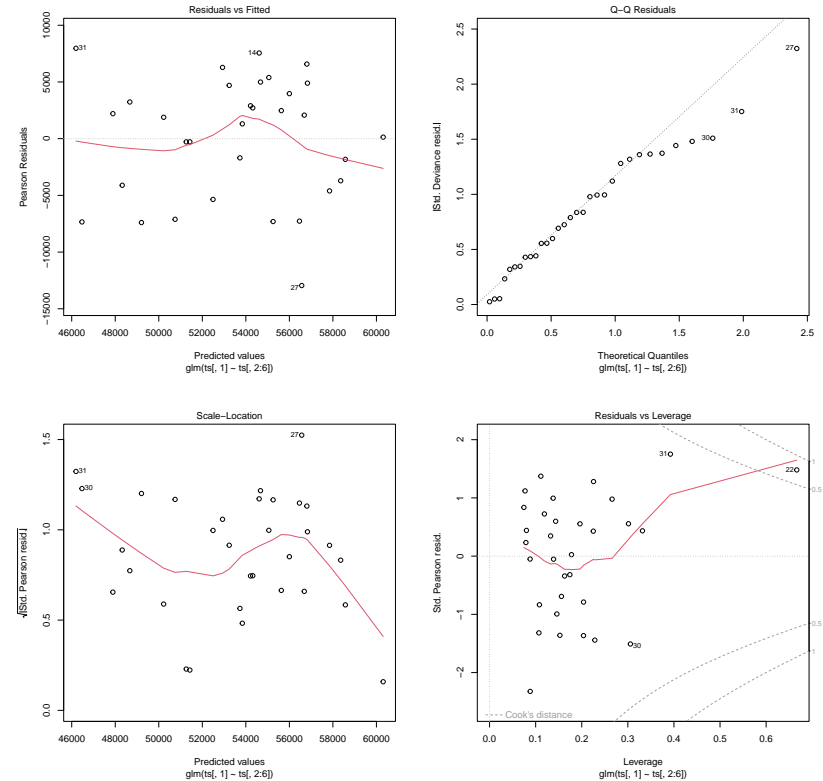 Residuals vs Fitted
Pearson Residuals
10000
5000
0
−5000
−10000
−15000
31
14
27
46000 48000 50000 52000 54000 56000 58000 60000
Predicted values
glm(ts[, 1] ~ ts[, 2:6])
Q−Q Residuals
|Std. Deviance resid.|
2.5
2.0
1.5
1.0
0.5
0.0
27
31
30
0.0 0.5 1.0 1.5 2.0 2.5
Theoretical Quantiles
glm(ts[, 1] ~ ts[, 2:6])
Scale−Location
√|Std. Pearson resid.|
1.5
1.0
0.5
0.0
27
31
30
46000 48000 50000 52000 54000 56000 58000 60000
Predicted values
glm(ts[, 1] ~ ts[, 2:6])
Residuals vs Leverage
Std. Pearson resid.
2
1
0
−1
−2
31
22
30
1
0.5
0.5
1
Cook's distance
0.0 0.1 0.2 0.3 0.4 0.5 0.6
Leverage
glm(ts[, 1] ~ ts[, 2:6])